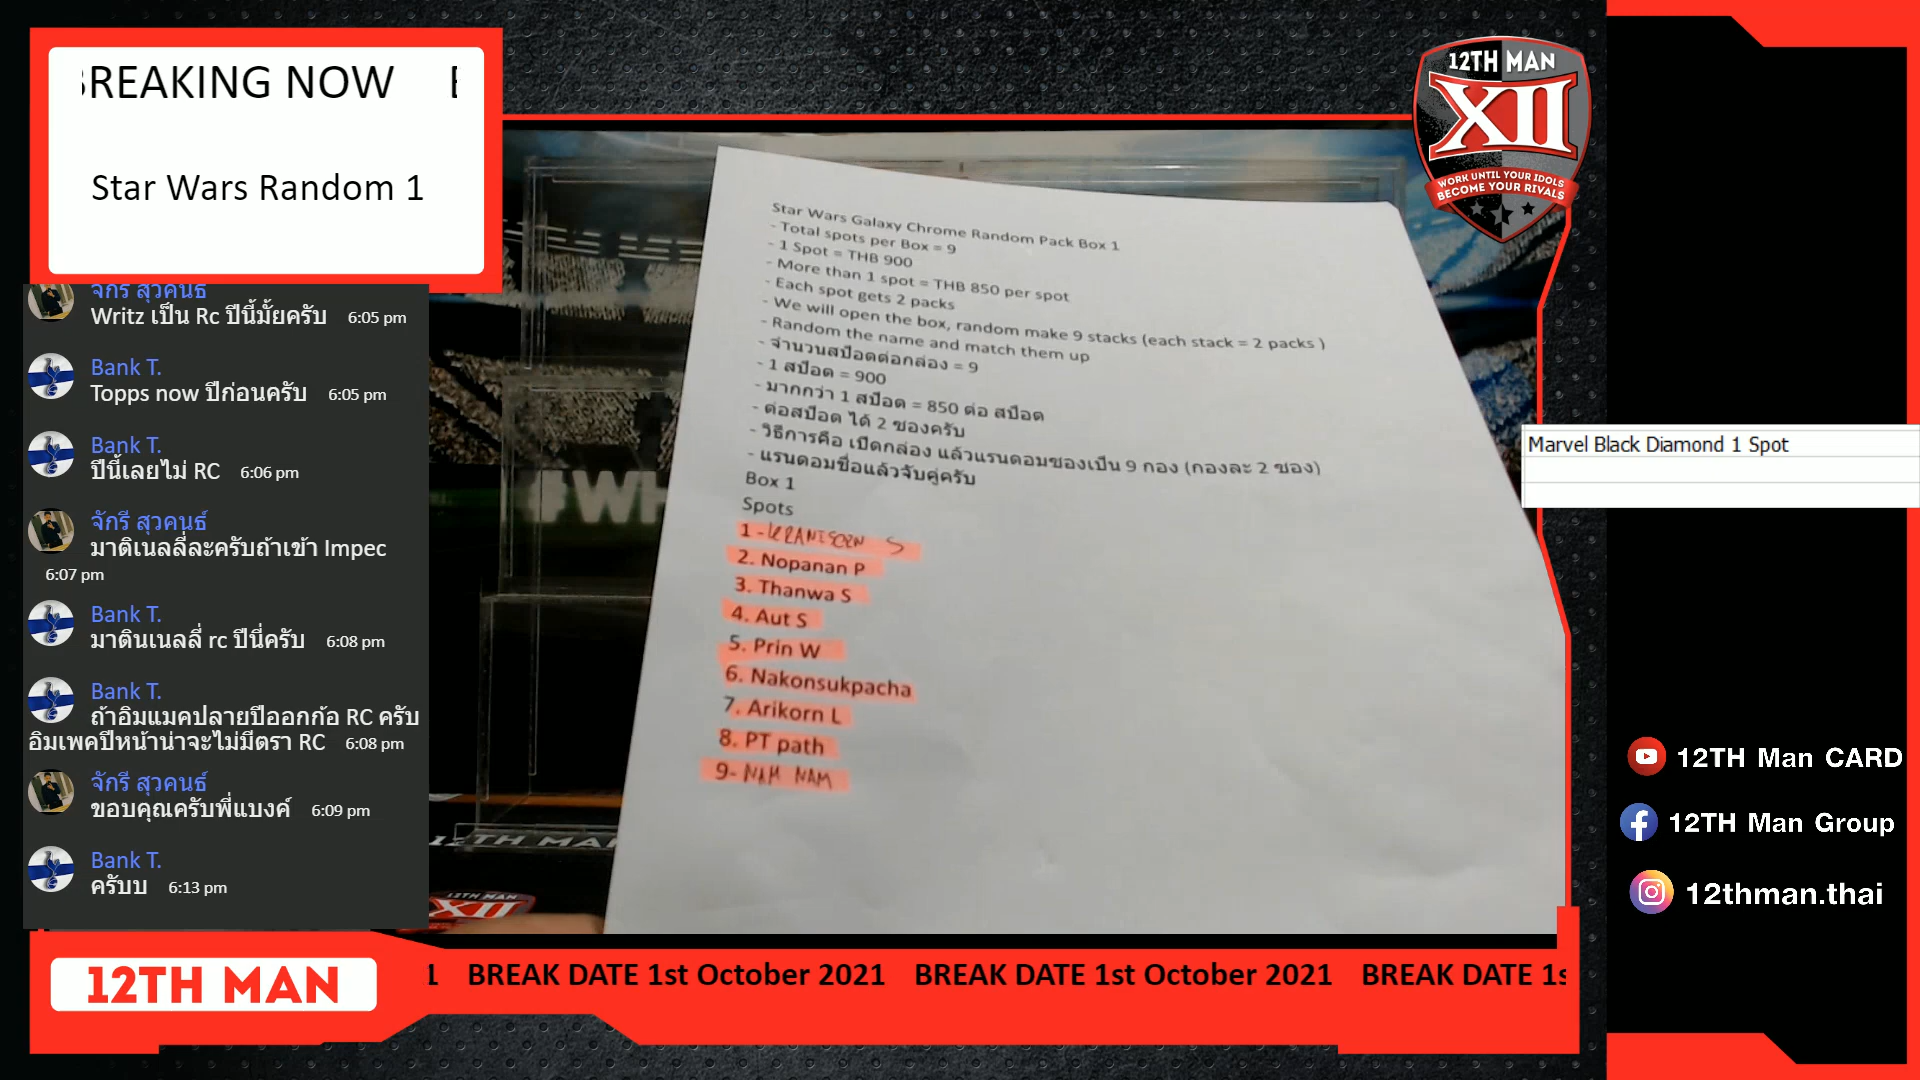 BREAKING NOW
Star Wars Random 1
จักรี สุวคนธ์
Writz เป็น Rc ปีนี้มั้ยครับ 6:05 pm
Bank T.
Topps now ปีก่อนครับ 6:05 pm
Bank T.
ปีนี้เลยไม่ RC 6:06 pm
จักรี สุวคนธ์
มาดิเนลลี่ละครับถ้าเข้า Impec
6:07 pm
Bank T.
มาดินเนลลี่ rc ปีนี่ครับ 6:08 pm
Bank T.
ถ้าอิมแมคปลายปีออกก้อ RC ครับ
อิมเพคปีหน้าน่าจะไม่มีตรา RC 6:08 pm
จักรี สุวคนธ์
ขอบคุณครับพี่แบงค์ 6:09 pm
Bank T.
ครับบ 6:13 pm
Star Wars Galaxy Chrome Random Pack Box 1
- Total spots per Box = 9
- 1 Spot = THB 900
- More than 1 spot = THB 850 per spot
- Each spot gets 2 packs
- We will open the box, random make 9 stacks (each stack = 2 packs )
- Random the name and match them up
- จำนวนสป็อตต่อกล่อง = 9
- 1 สป็อต = 900
- มากกว่า 1 สป็อต = 850 ต่อ สป็อต
- ต่อสป็อต ได้ 2 ซองครับ
- วิธีการคือ เปิดกล่อง แล้วแรนดอมซองเป็น 9 กอง (กองละ 2 ซอง)
- แรนดอมชื่อแล้วจับคู่ครับ
Box 1
Spots
1 -
S
2. Nopanan P
3. Thanwa S
4. Aut S
5. Prin W
6. Nakonsukpacha
7. Arikorn L
8. PT path
9- NAM NAM
#WH
12TH MAN
XII
12TH MAN
XII
WORK UNTIL YOUR IDOLS
BECOME YOUR RIVALS
Marvel Black Diamond 1 Spot
12TH Man CARD
12TH Man Group
12thman.thai
12TH MAN
1 BREAK DATE 1st October 2021 BREAK DATE 1st October 2021 BREAK DATE 1s